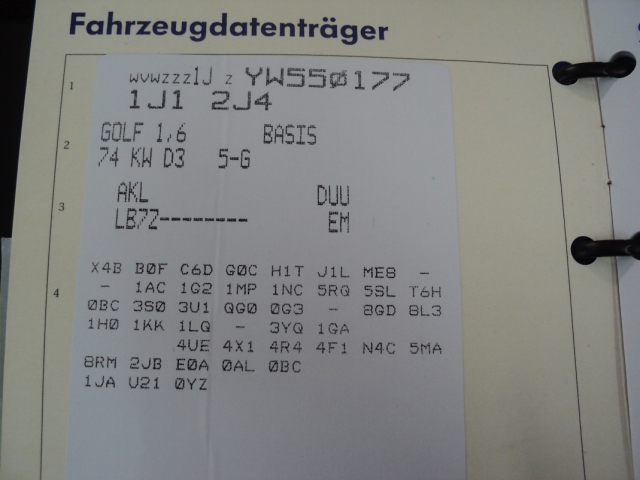 Fahrzeugdatenträger
1
WVWZZZ1J Z YW550177
1J1 2J4
2
GOLF 1,6 BASIS
74 KW D3 5-G
3
AKL DUU
LB7Z-------- EM
4
X4B B0F C6D G0C H1T J1L ME8 -
- 1AC 1G2 1MP 1NC 5RQ 5SL T6H
0BC 3S0 3U1 QG0 0G3 - 8GD 8L3
1H0 1KK 1LQ - 3YQ 1GA
4UE 4X1 4R4 4F1 N4C 5MA
8RM 2JB E0A 0AL 0BC
1JA U21 0YZ